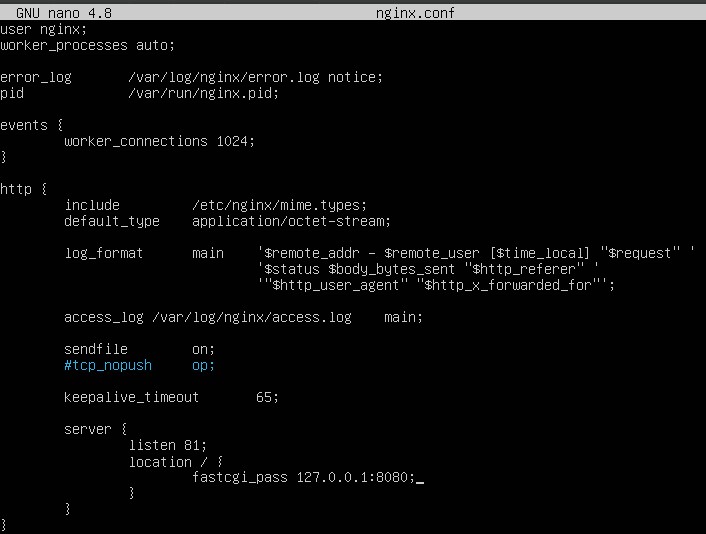 GNU nano 4.8 nginx.conf
user nginx;
worker_processes auto;
error_log /var/log/nginx/error.log notice;
pid /var/run/nginx.pid;
events {
worker_connections 1024;
}
http {
include /etc/nginx/mime.types;
default_type application/octet-stream;
log_format main '$remote_addr - $remote_user [$time_local] "$request" '
'$status $body_bytes_sent "$http_referer" '
'"$http_user_agent" "$http_x_forwarded_for"';
access_log /var/log/nginx/access.log main;
sendfile on;
#tcp_nopush op;
keepalive_timeout 65;
server {
listen 81;
location / {
fastcgi_pass 127.0.0.1:8080;
}
}
}